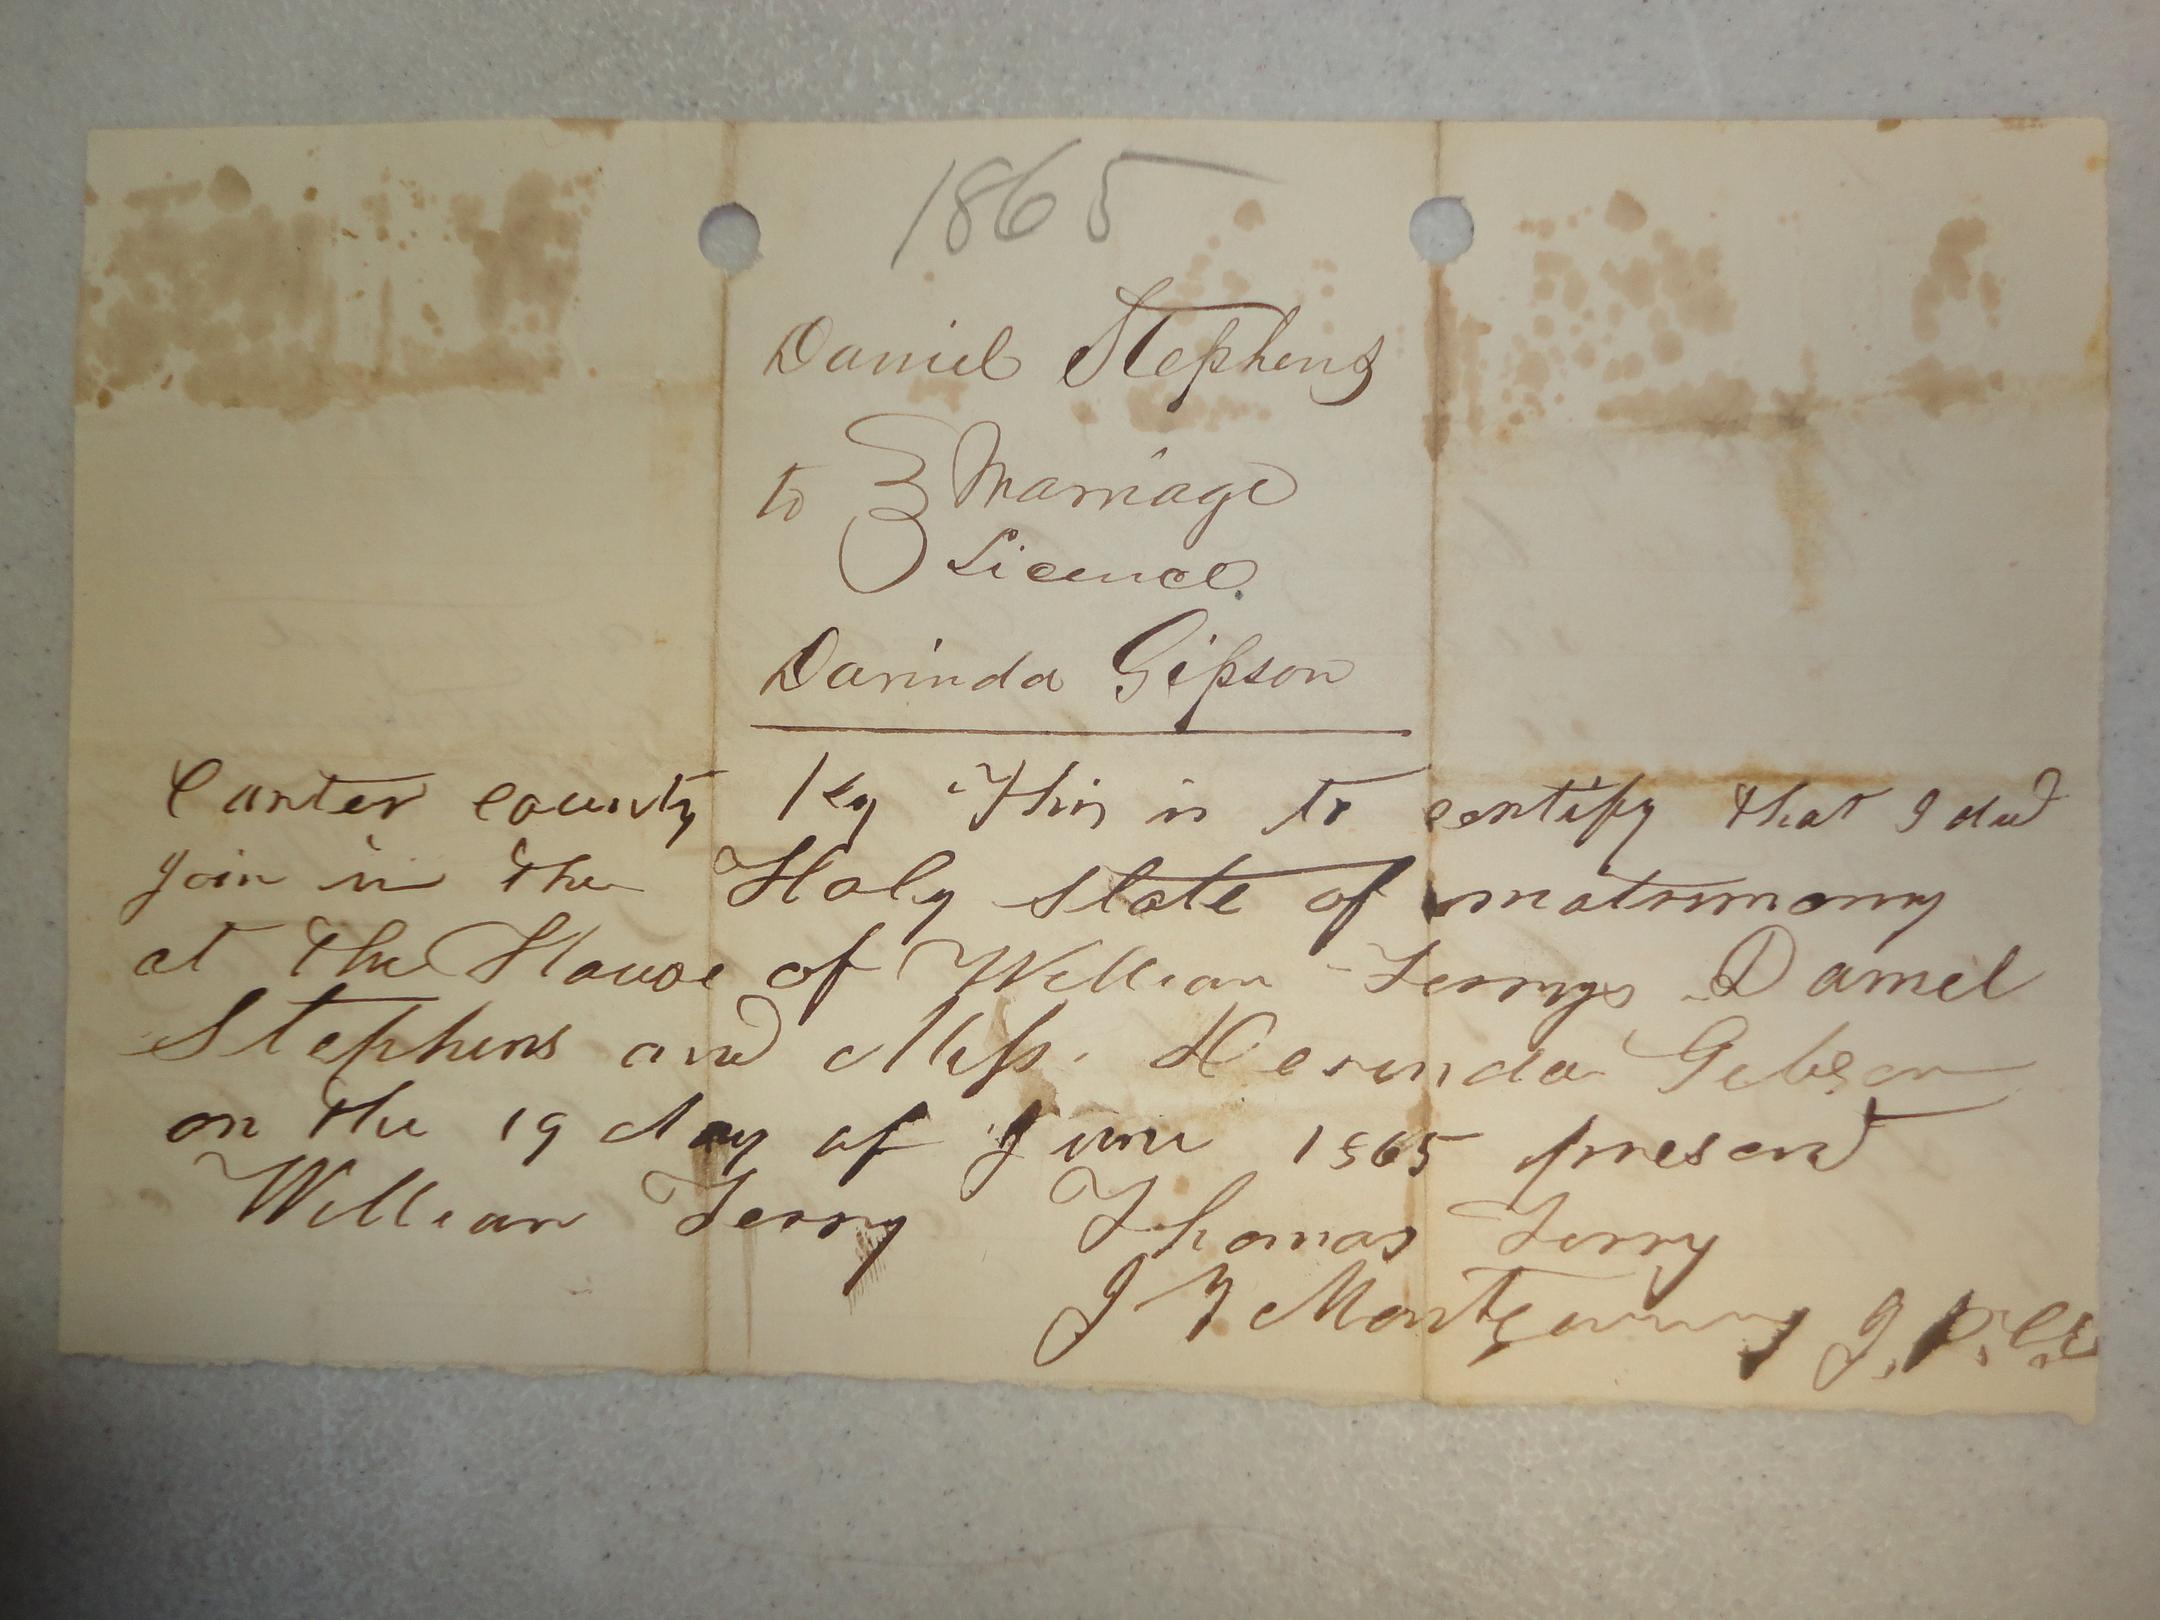 1865
Daniel Stephens
to Marriage
Licence.
Darinda Gipson
Carter county Ky This is to certify that I did
join in the Holy state of matrimony
at the House of William Terrys Daniel
Stephens and Miss. Derinda Gibson
on the 19 day of June 1865 present
William Terry Thomas Terry
Montgomery J. P. C.